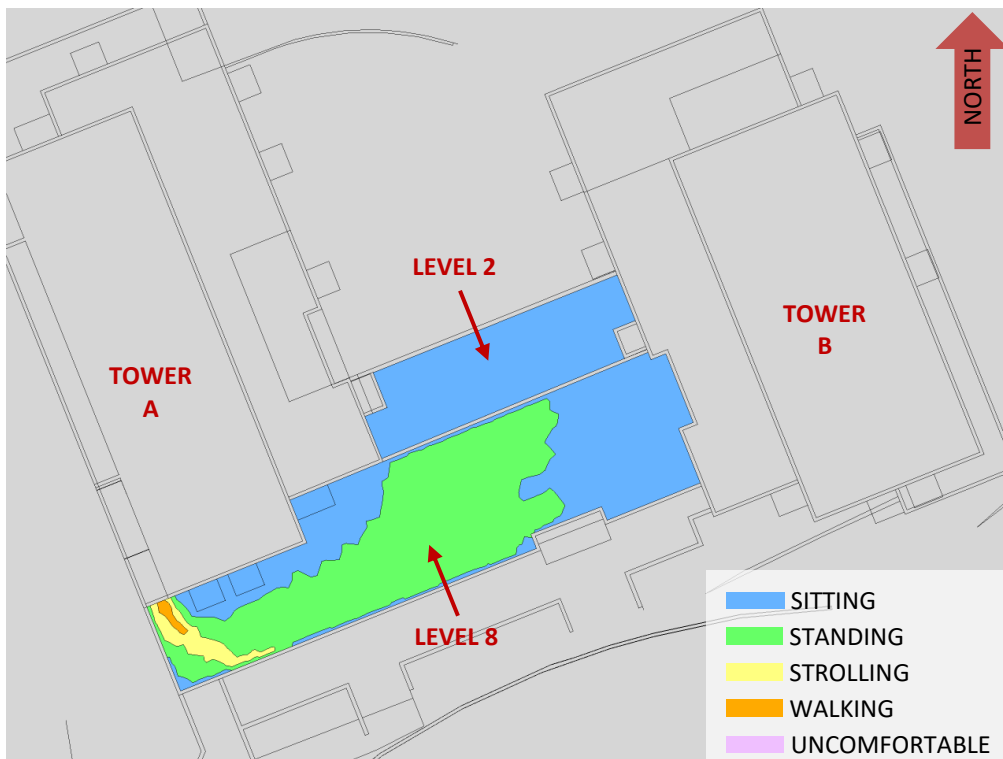 NORTH
LEVEL 2
TOWER
A
TOWER
B
LEVEL 8
SITTING
STANDING
STROLLING
WALKING
UNCOMFORTABLE